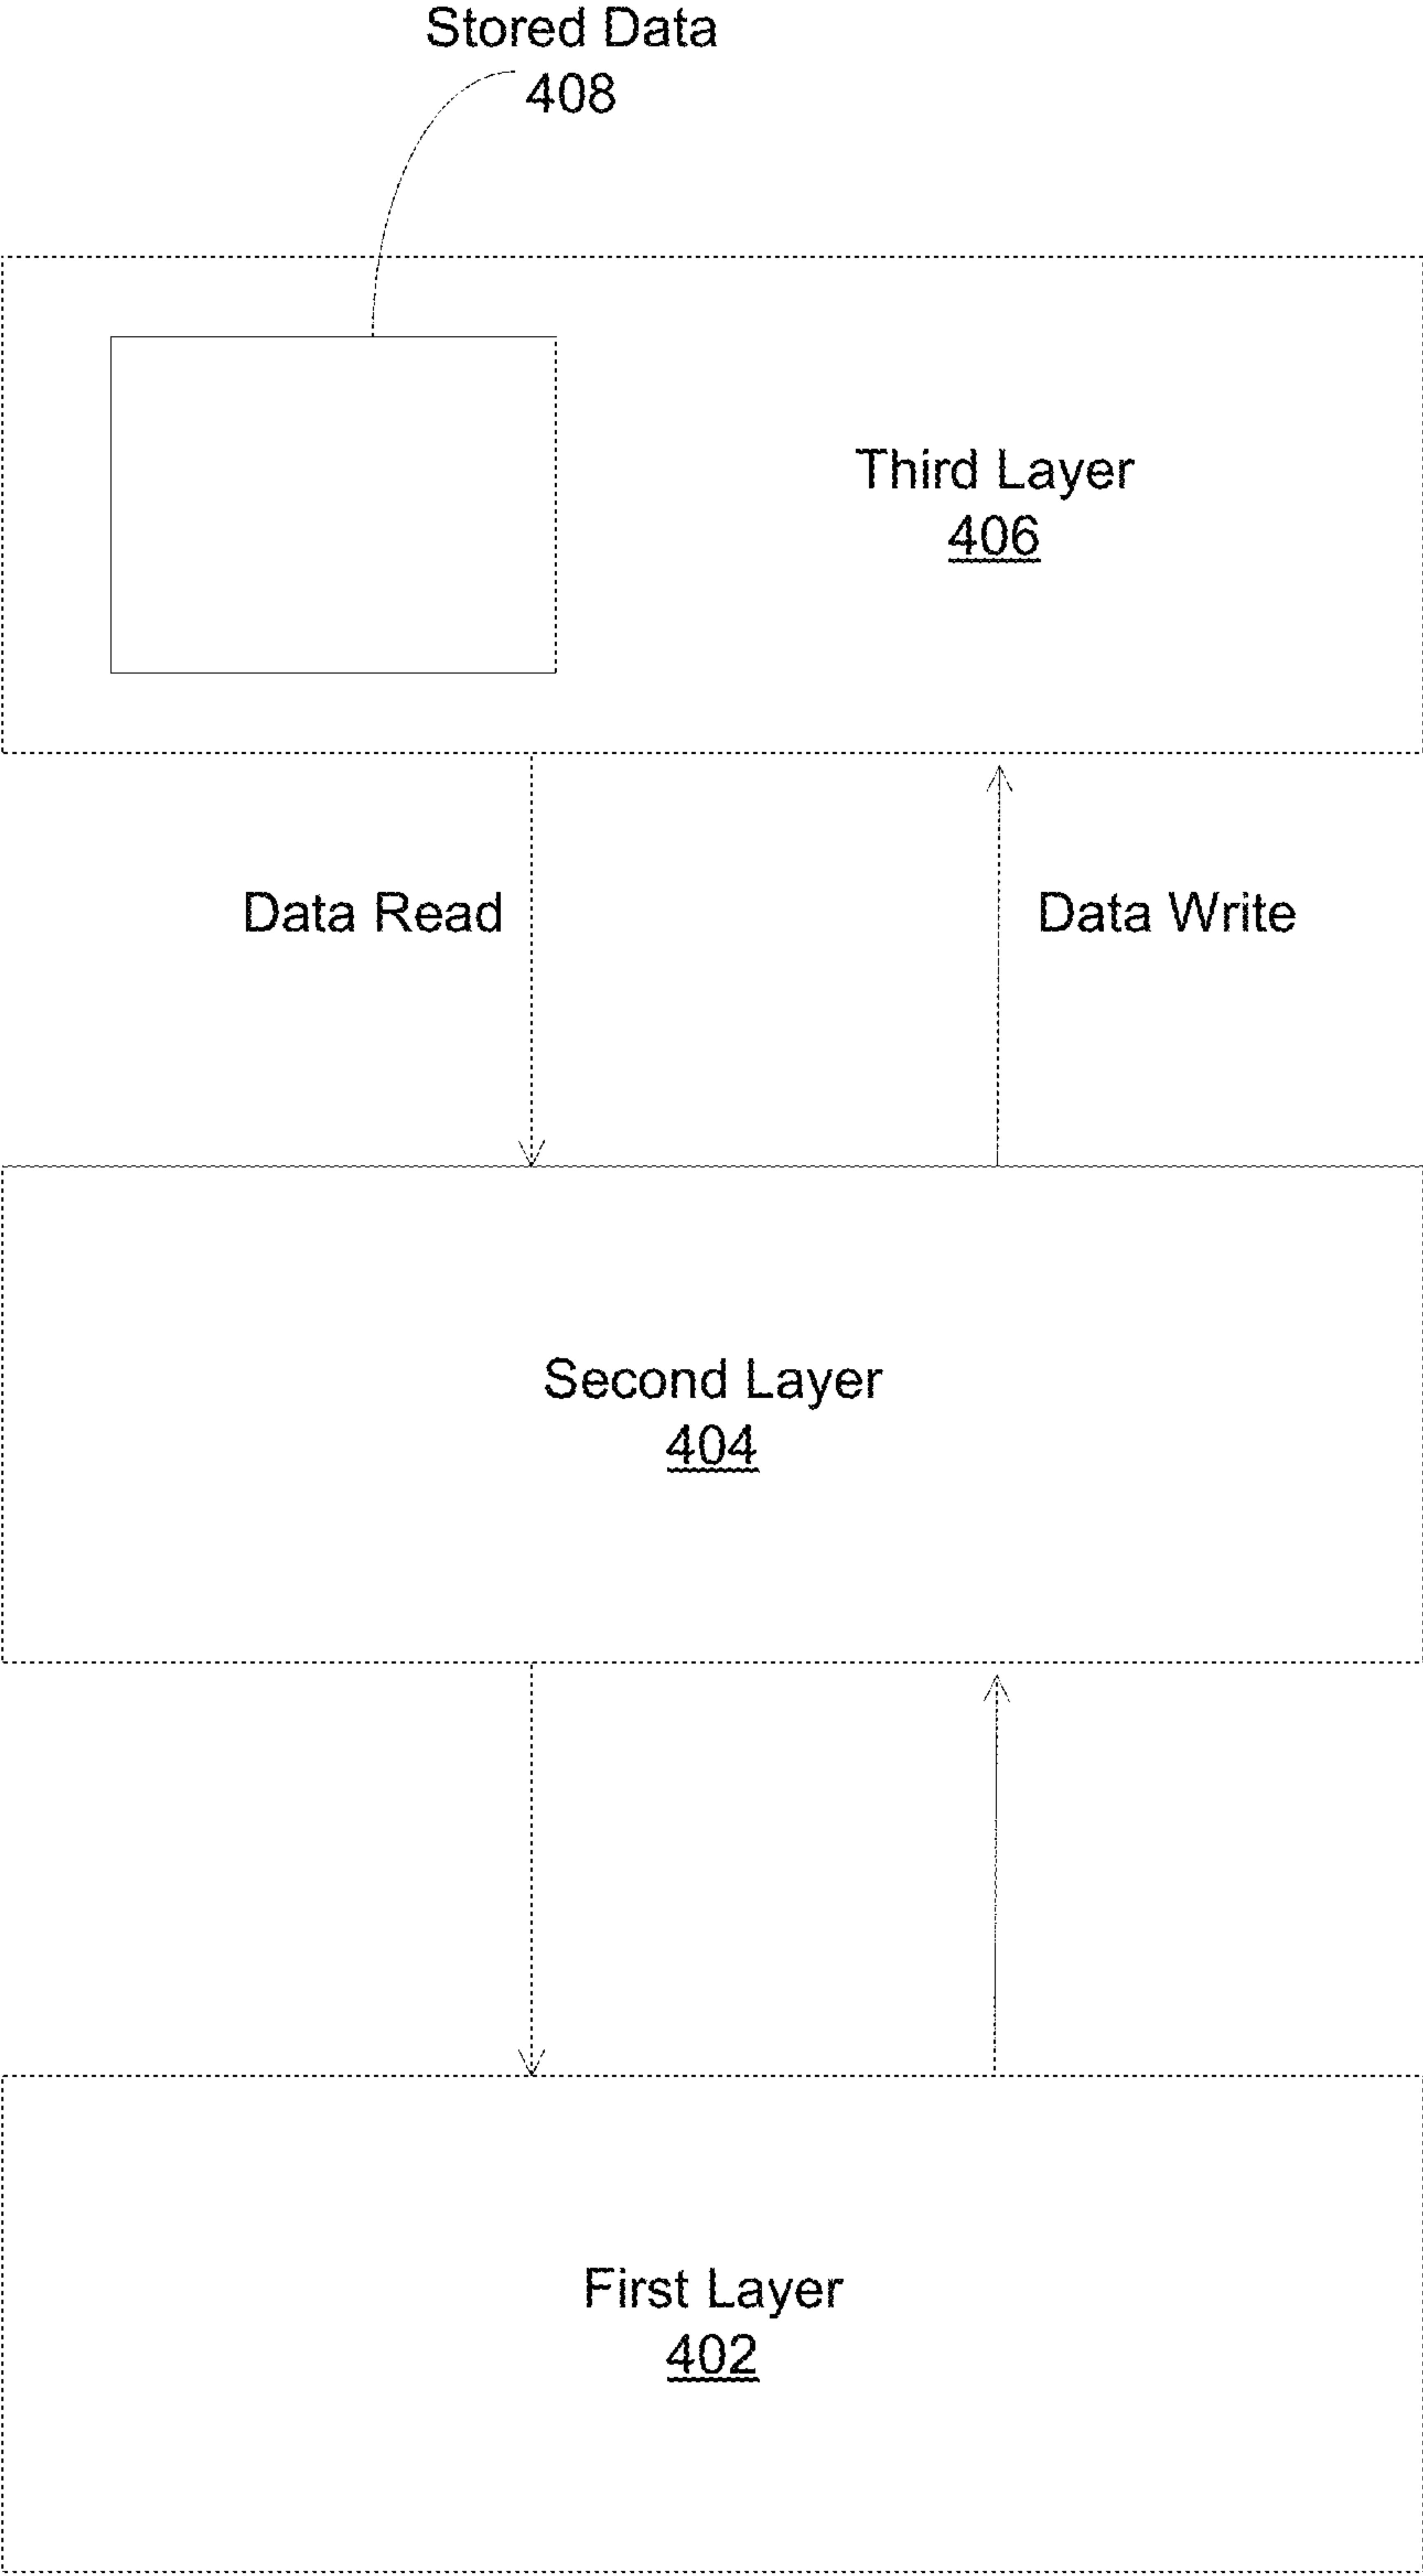 Stored Data
408
Third Layer
406
Data Read
Data Write
Second Layer
404
First Layer
402